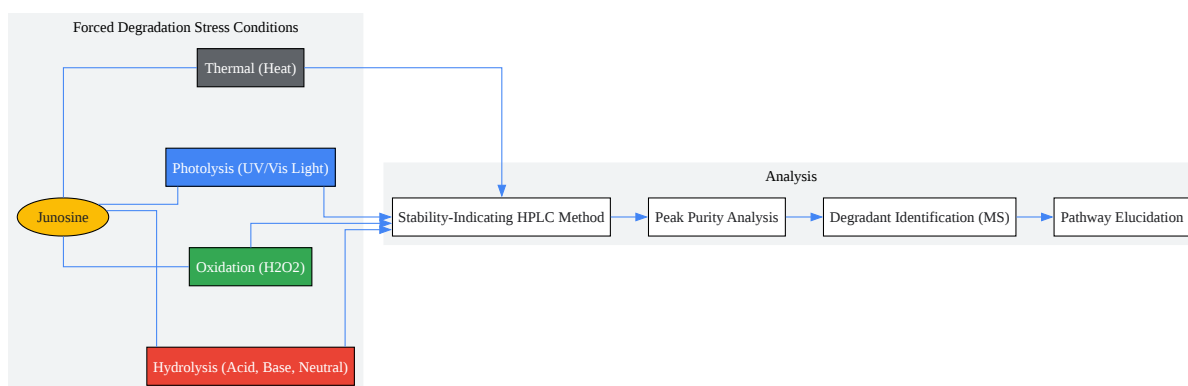 Forced Degradation Stress Conditions
Thermal (Heat)
Photolysis (UV/Vis Light)
Junosine
Oxidation (H2O2)
Hydrolysis (Acid, Base, Neutral)
Analysis
Stability-Indicating HPLC Method
Peak Purity Analysis
Degradant Identification (MS)
Pathway Elucidation